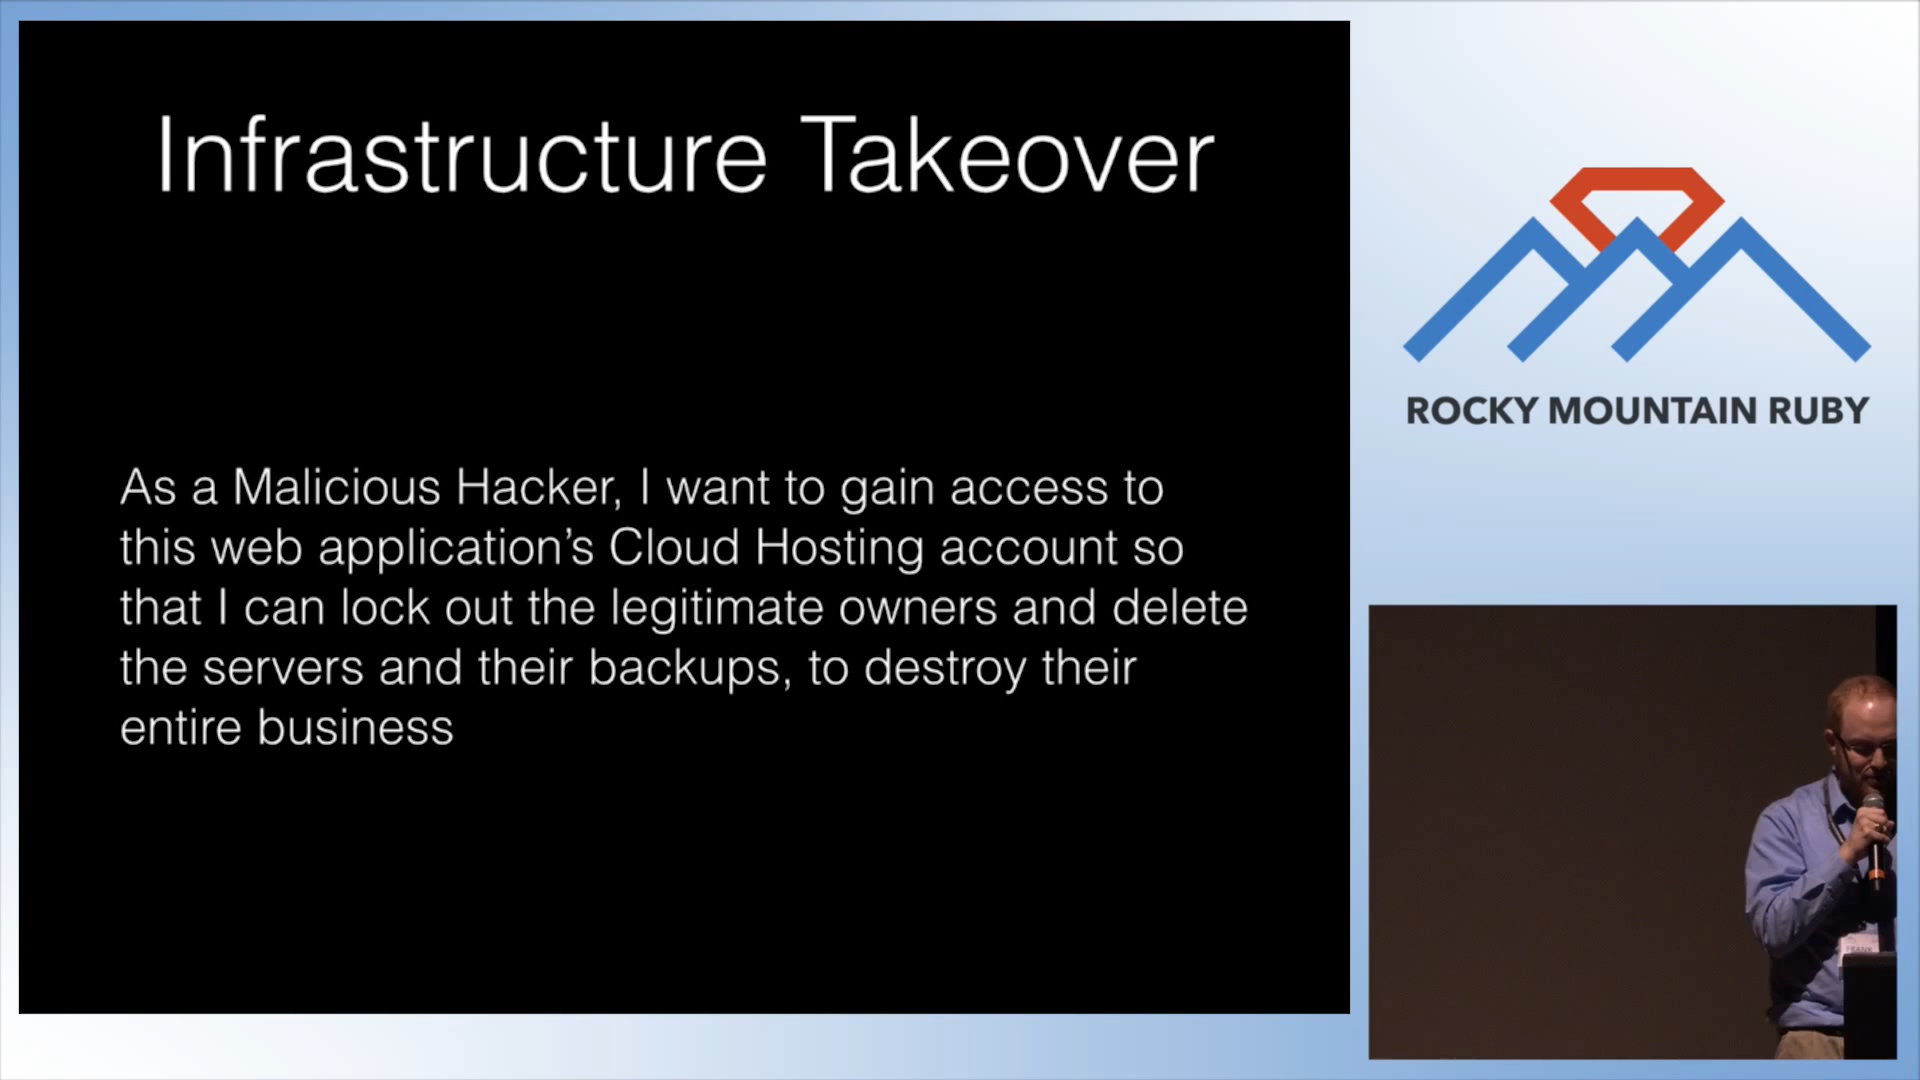 Infrastructure Takeover
As a Malicious Hacker, I want to gain access to
this web application’s Cloud Hosting account so
that I can lock out the legitimate owners and delete
the servers and their backups, to destroy their
entire business
ROCKY MOUNTAIN RUBY
FRANK